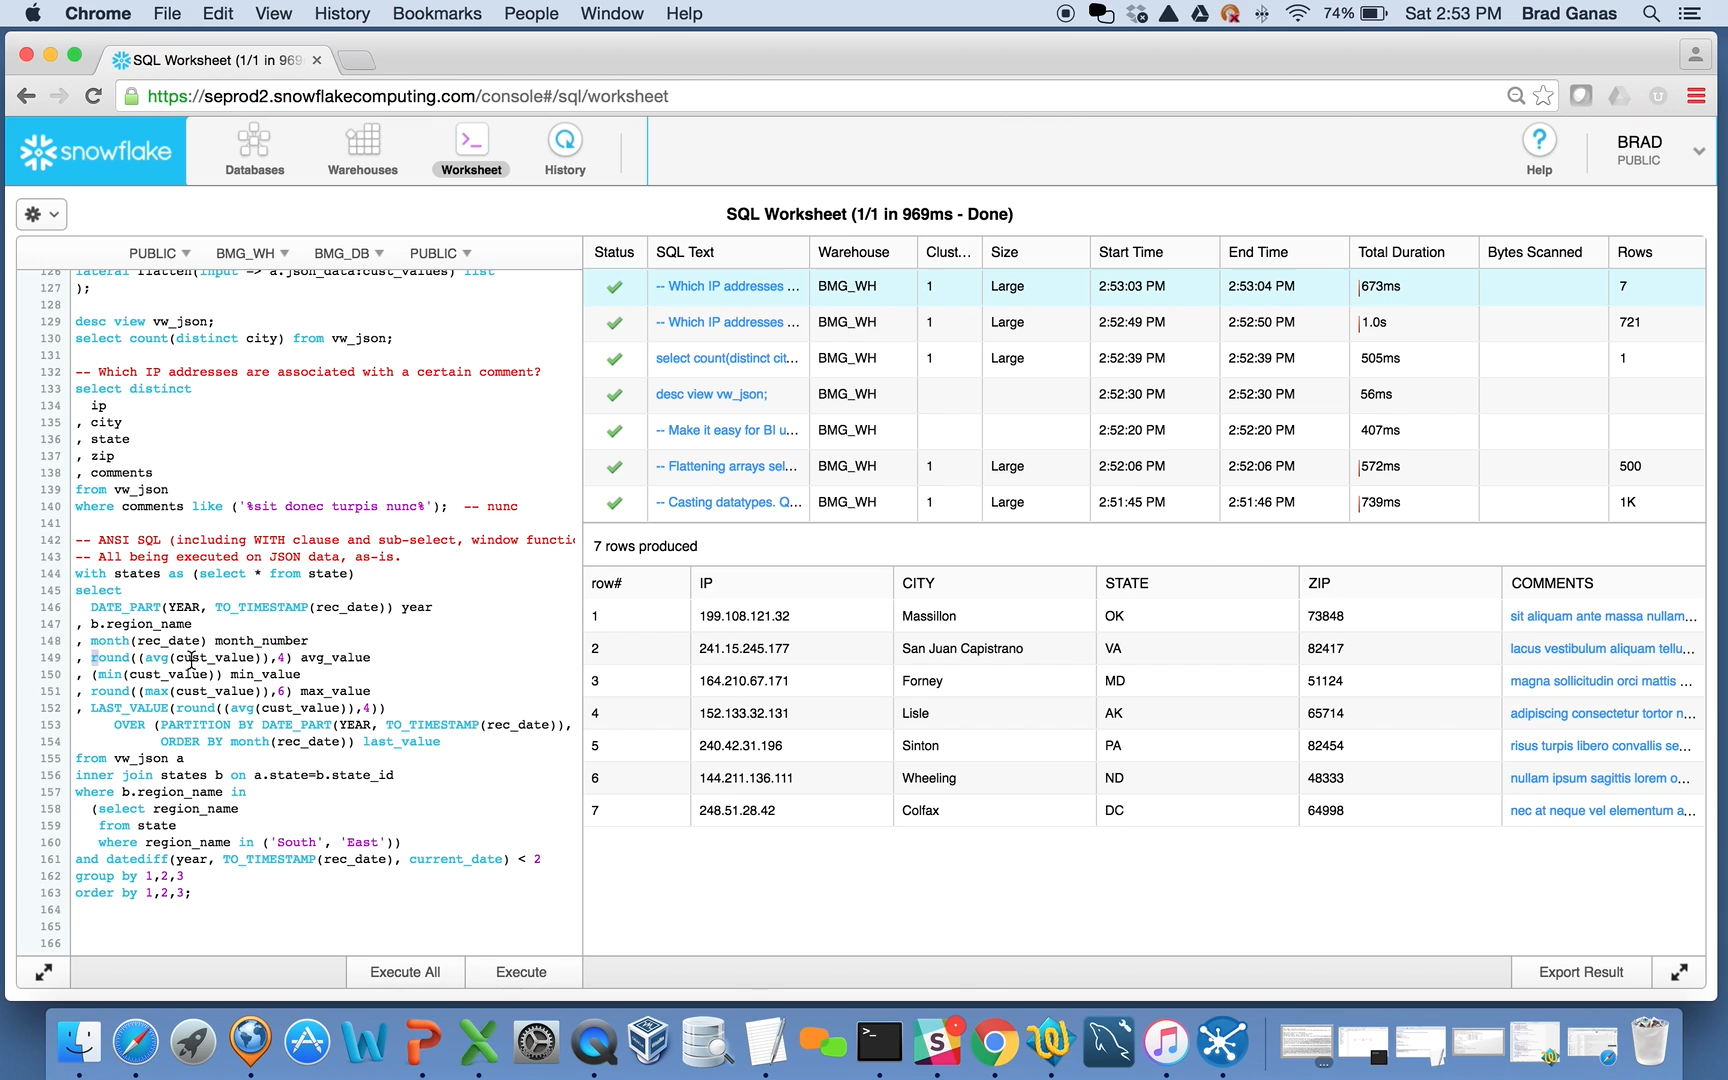 Chrome File Edit View History Bookmarks People Window Help 74% Sat 2:53 PM Brad Ganas
SQL Worksheet (1/1 in 969
https://seprod2.snowflakecomputing.com/console#/sql/worksheet
snowflake
Databases
Warehouses
Worksheet
History
? Help
BRAD
PUBLIC
SQL Worksheet (1/1 in 969ms - Done)
PUBLIC BMG_WH BMG_DB PUBLIC
126 lateral flatten(input => a.json_data:cust_values) list
127 );
128
129 desc view vw_json;
130 select count(distinct city) from vw_json;
131
132 -- Which IP addresses are associated with a certain comment?
133 select distinct
134 ip
135 , city
136 , state
137 , zip
138 , comments
139 from vw_json
140 where comments like ('%sit donec turpis nunc%'); -- nunc
141
142 -- ANSI SQL (including WITH clause and sub-select, window functio
143 -- All being executed on JSON data, as-is.
144 with states as (select * from state)
145 select
146 DATE_PART(YEAR, TO_TIMESTAMP(rec_date)) year
147 , b.region_name
148 , month(rec_date) month_number
149 , round((avg(cust_value)),4) avg_value
150 , (min(cust_value)) min_value
151 , round((max(cust_value)),6) max_value
152 , LAST_VALUE(round((avg(cust_value)),4))
153 OVER (PARTITION BY DATE_PART(YEAR, TO_TIMESTAMP(rec_date)),
154 ORDER BY month(rec_date)) last_value
155 from vw_json a
156 inner join states b on a.state=b.state_id
157 where b.region_name in
158 (select region_name
159 from state
160 where region_name in ('South', 'East'))
161 and datediff(year, TO_TIMESTAMP(rec_date), current_date) < 2
162 group by 1,2,3
163 order by 1,2,3;
164
165
166
Execute All
Execute
Status SQL Text Warehouse Clust... Size Start Time End Time Total Duration Bytes Scanned Rows
-- Which IP addresses ... BMG_WH 1 Large 2:53:03 PM 2:53:04 PM 673ms 7
-- Which IP addresses ... BMG_WH 1 Large 2:52:49 PM 2:52:50 PM 1.0s 721
select count(distinct cit... BMG_WH 1 Large 2:52:39 PM 2:52:39 PM 505ms 1
desc view vw_json; BMG_WH 2:52:30 PM 2:52:30 PM 56ms
-- Make it easy for BI u... BMG_WH 2:52:20 PM 2:52:20 PM 407ms
-- Flattening arrays sel... BMG_WH 1 Large 2:52:06 PM 2:52:06 PM 572ms 500
-- Casting datatypes. Q... BMG_WH 1 Large 2:51:45 PM 2:51:46 PM 739ms 1K
7 rows produced
row# IP CITY STATE ZIP COMMENTS
1 199.108.121.32 Massillon OK 73848 sit aliquam ante massa nullam...
2 241.15.245.177 San Juan Capistrano VA 82417 lacus vestibulum aliquam tellu...
3 164.210.67.171 Forney MD 51124 magna sollicitudin orci mattis ...
4 152.133.32.131 Lisle AK 65714 adipiscing consectetur tortor n...
5 240.42.31.196 Sinton PA 82454 risus turpis libero convallis se...
6 144.211.136.111 Wheeling ND 48333 nullam ipsum sagittis lorem o...
7 248.51.28.42 Colfax DC 64998 nec at neque vel elementum a...
Export Result